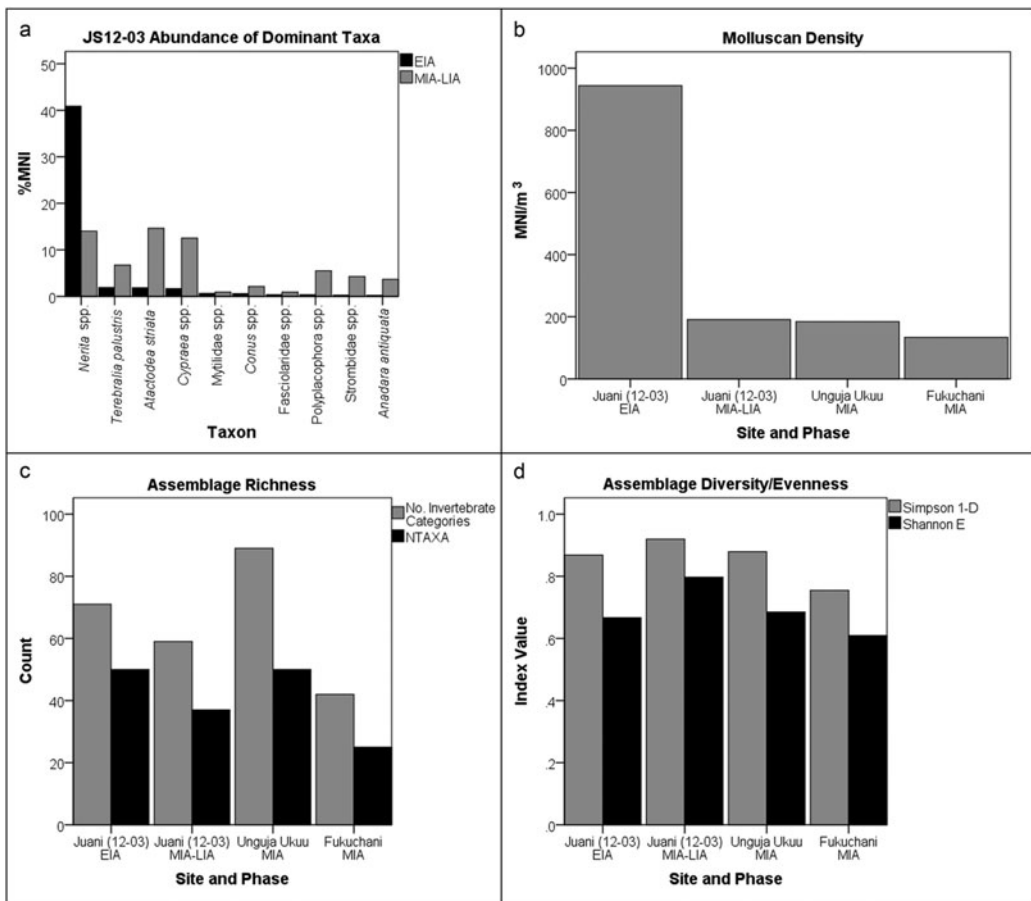 a
JS12-03 Abundance of Dominant Taxa
EIA
MIA-LIA
50
40
30
20
10
0
%MNI
Nerita spp.
Terebralia palustris
Atactodea striata
Cypraea spp.
Mytilidae spp.
Conus spp.
Fasciolaridae spp.
Polyplacophora spp.
Strombidae spp.
Anadara antiquata
Taxon
b
Molluscan Density
1000
800
600
400
200
0
MNI/m³
Juani (12-03)
EIA
Juani (12-03)
MIA-LIA
Unguja Ukuu
MIA
Fukuchani
MIA
Site and Phase
c
Assemblage Richness
No. Invertebrate
Categories
NTAXA
100
80
60
40
20
0
Count
Juani (12-03)
EIA
Juani (12-03)
MIA-LIA
Unguja Ukuu
MIA
Fukuchani
MIA
Site and Phase
d
Assemblage Diversity/Evenness
Simpson 1-D
Shannon E
1.0
.8
.6
.4
.2
.0
Index Value
Juani (12-03)
EIA
Juani (12-03)
MIA-LIA
Unguja Ukuu
MIA
Fukuchani
MIA
Site and Phase